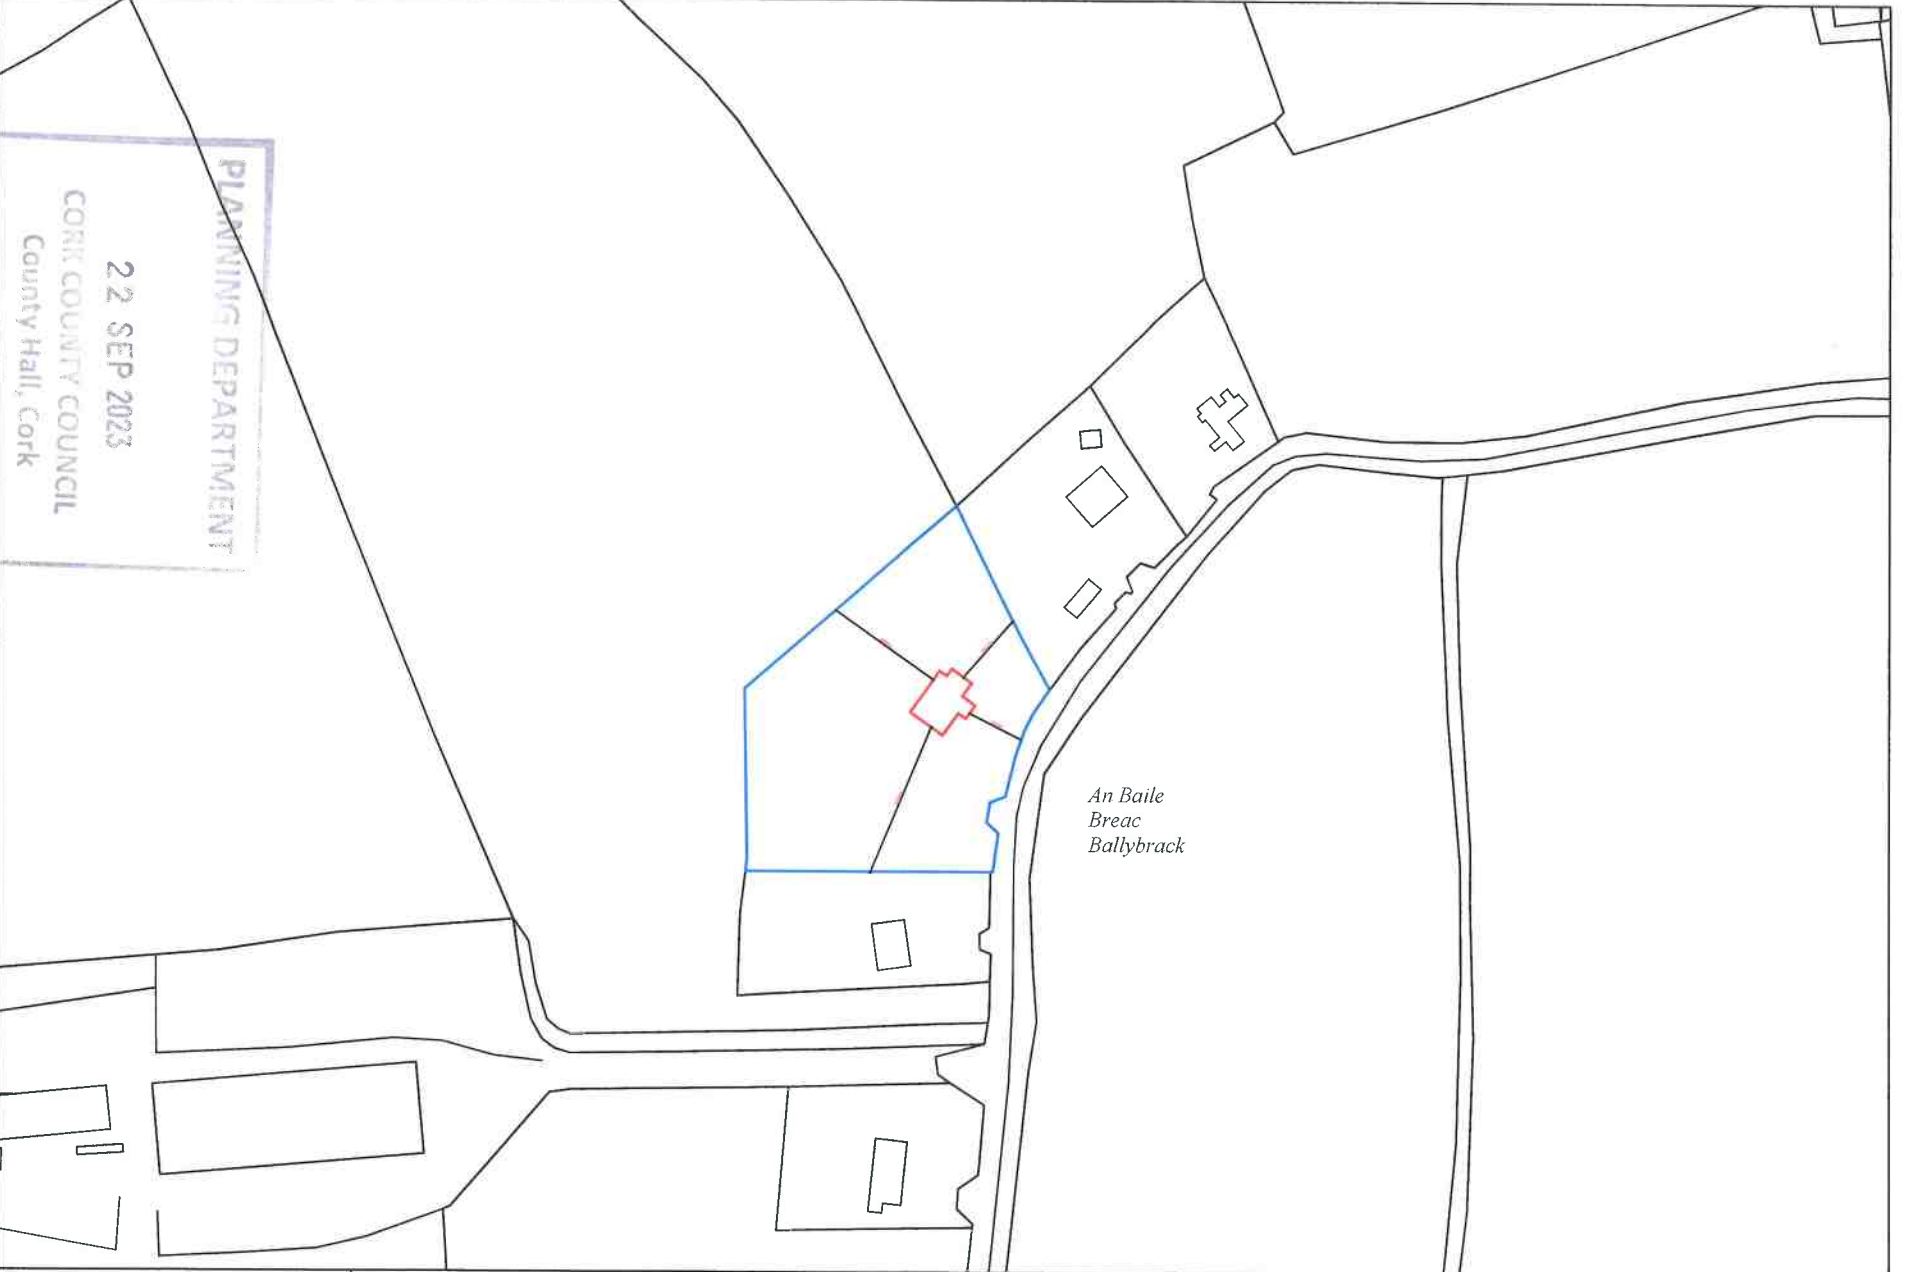 PLANNING DEPARTMENT
22 SEP 2023
CORK COUNTY COUNCIL
County Hall, Cork
An Baile
Breac
Ballybrack